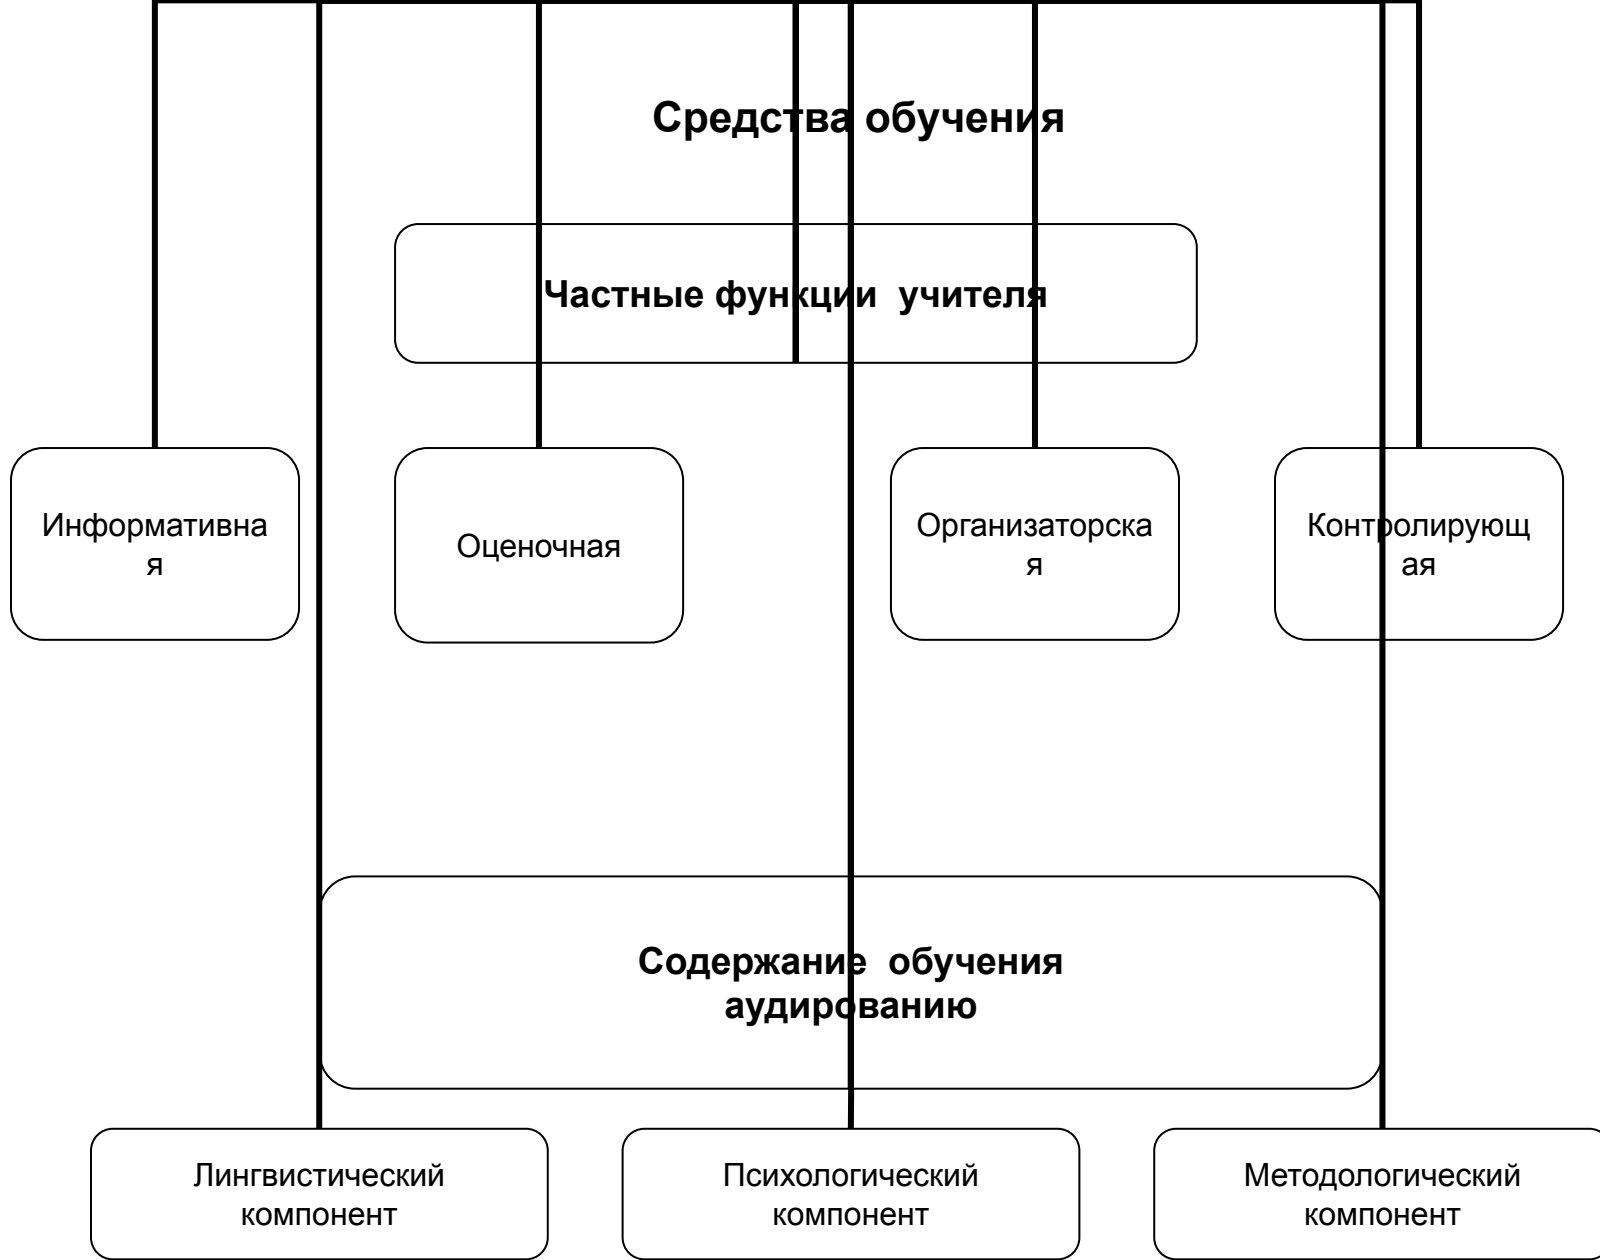 Средства обучения
Частные функции учителя
Информативна
я
Оценочная
Организаторска
я
Контролирующ
ая
Содержание обучения
аудированию
Лингвистический
компонент
Психологический
компонент
Методологический
компонент